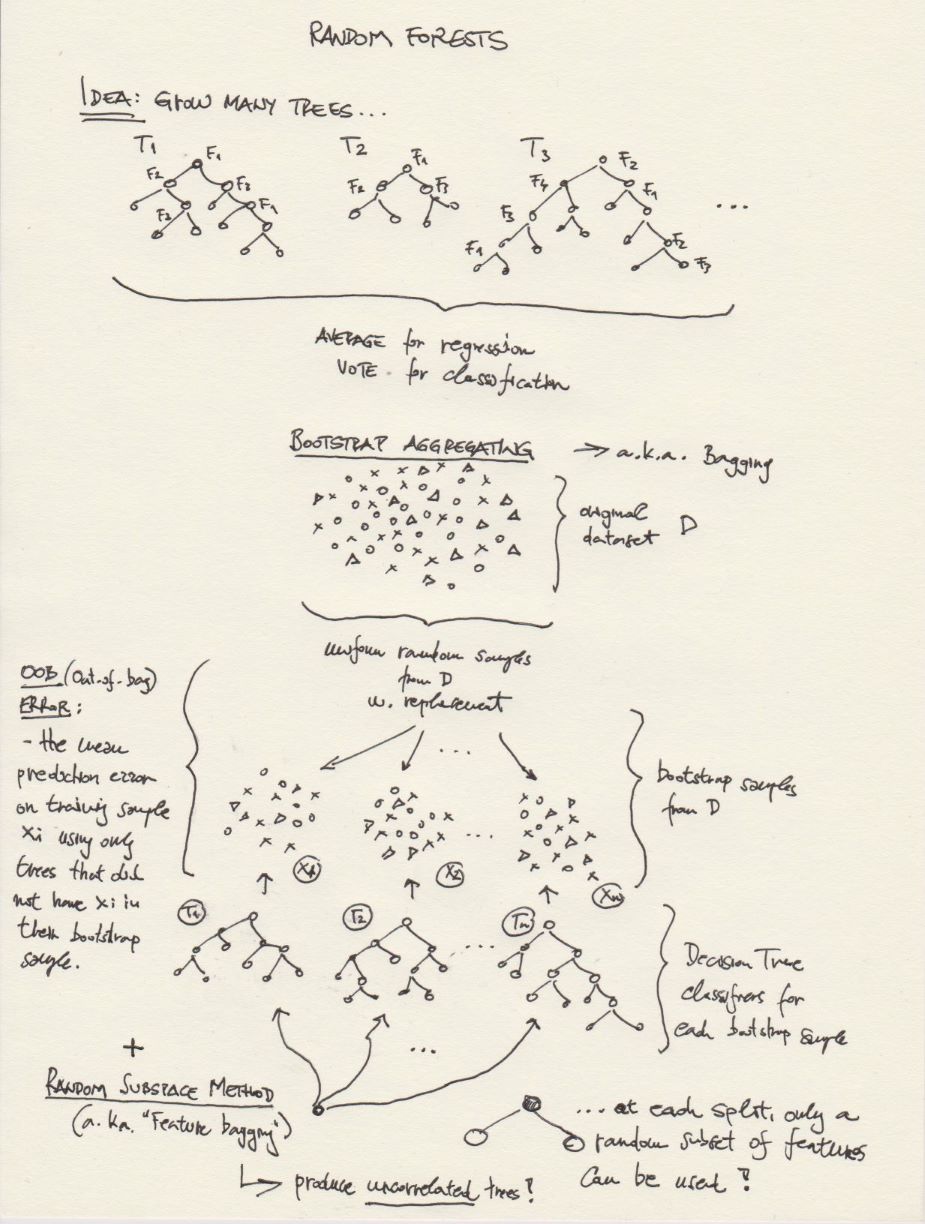 RANDOM FORESTS
IDEA: GROW MANY TREES...
T1
F1
F2
F3
F3
F1
T2
F1
F2
F3
T3
F2
F4
F1
F3
F1
F2
F3
...
AVERAGE for regression
VOTE for classification
BOOTSTRAP AGGREGATING
→ a.k.a. Bagging
original
dataset D
uniform random samples
from D
w. replacement
...
OOB (Out-of-bag)
ERROR:
- the mean
prediction error
on training sample
xi using only
trees that did
not have xi in
their bootstrap
sample.
bootstrap samples
from D
...
X1
X2
Xn
T1
T2
Tn
...
Decision Tree
classifiers for
each bootstrap sample
...
+
RANDOM SUBSPACE METHOD
(a.k.a. "Feature bagging")
produce uncorrelated trees!
... at each split, only a
random subset of features
can be used!